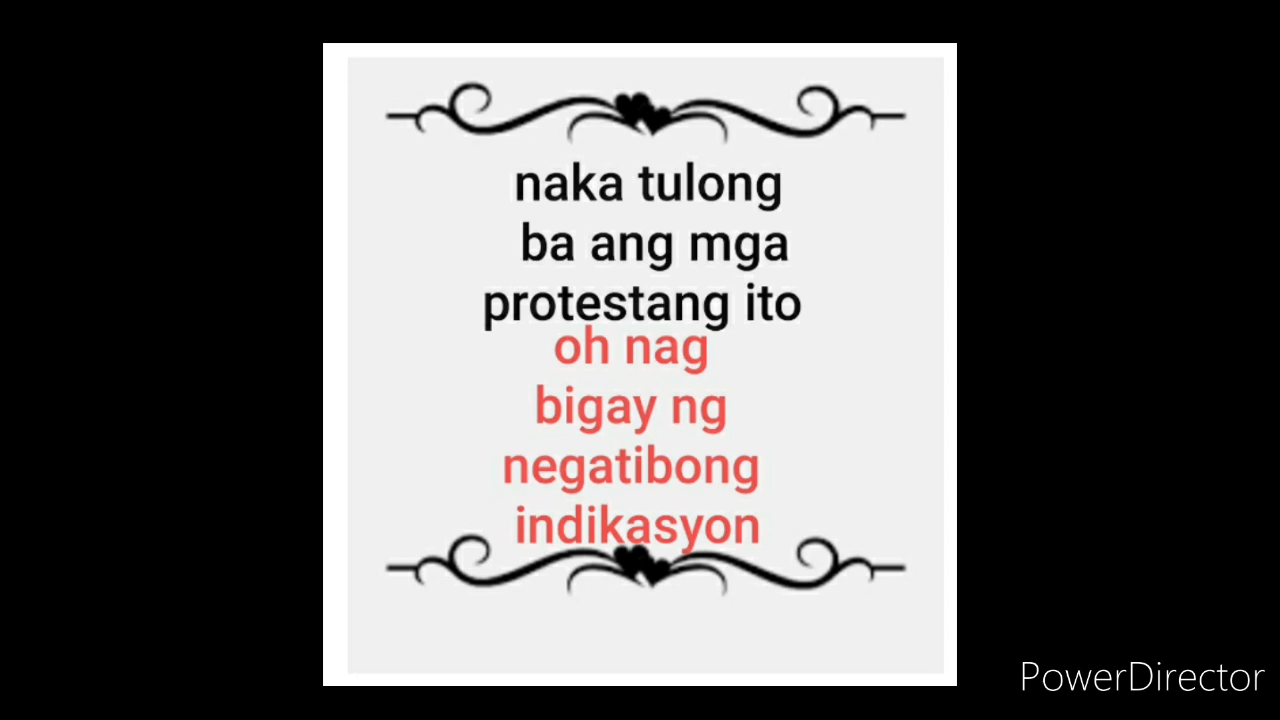 naka tulong
ba ang mga
protestang ito
oh nag
bigay ng
negatibong
indikasyon
PowerDirector